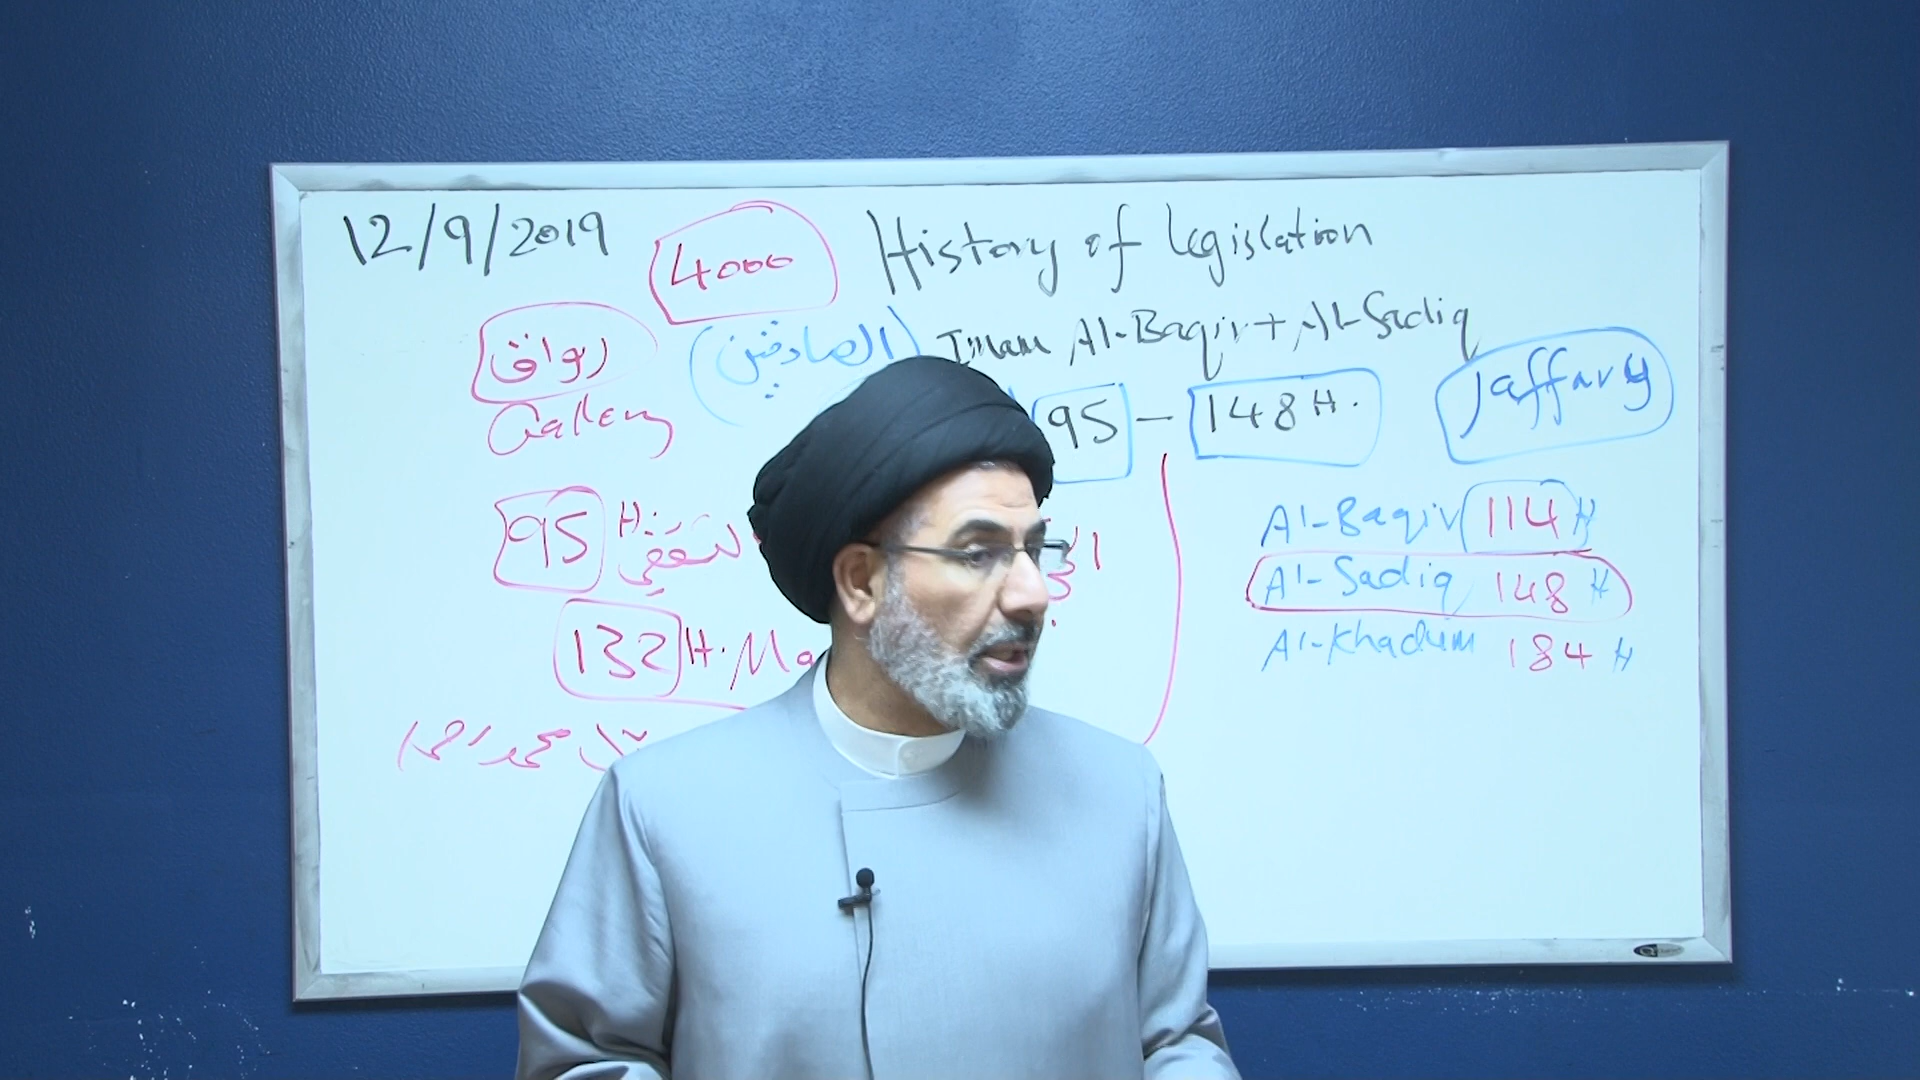 12/9/2019 4000 History of Legislation
رواق (الصادقين) Imam Al-Baqir + Al-Sadiq
Gallery 95 - 148 H. Jaffary
95 H. Al-Baqir 114 H
Al-Sadiq 148 H
132 H. Al-Khadum 184 H